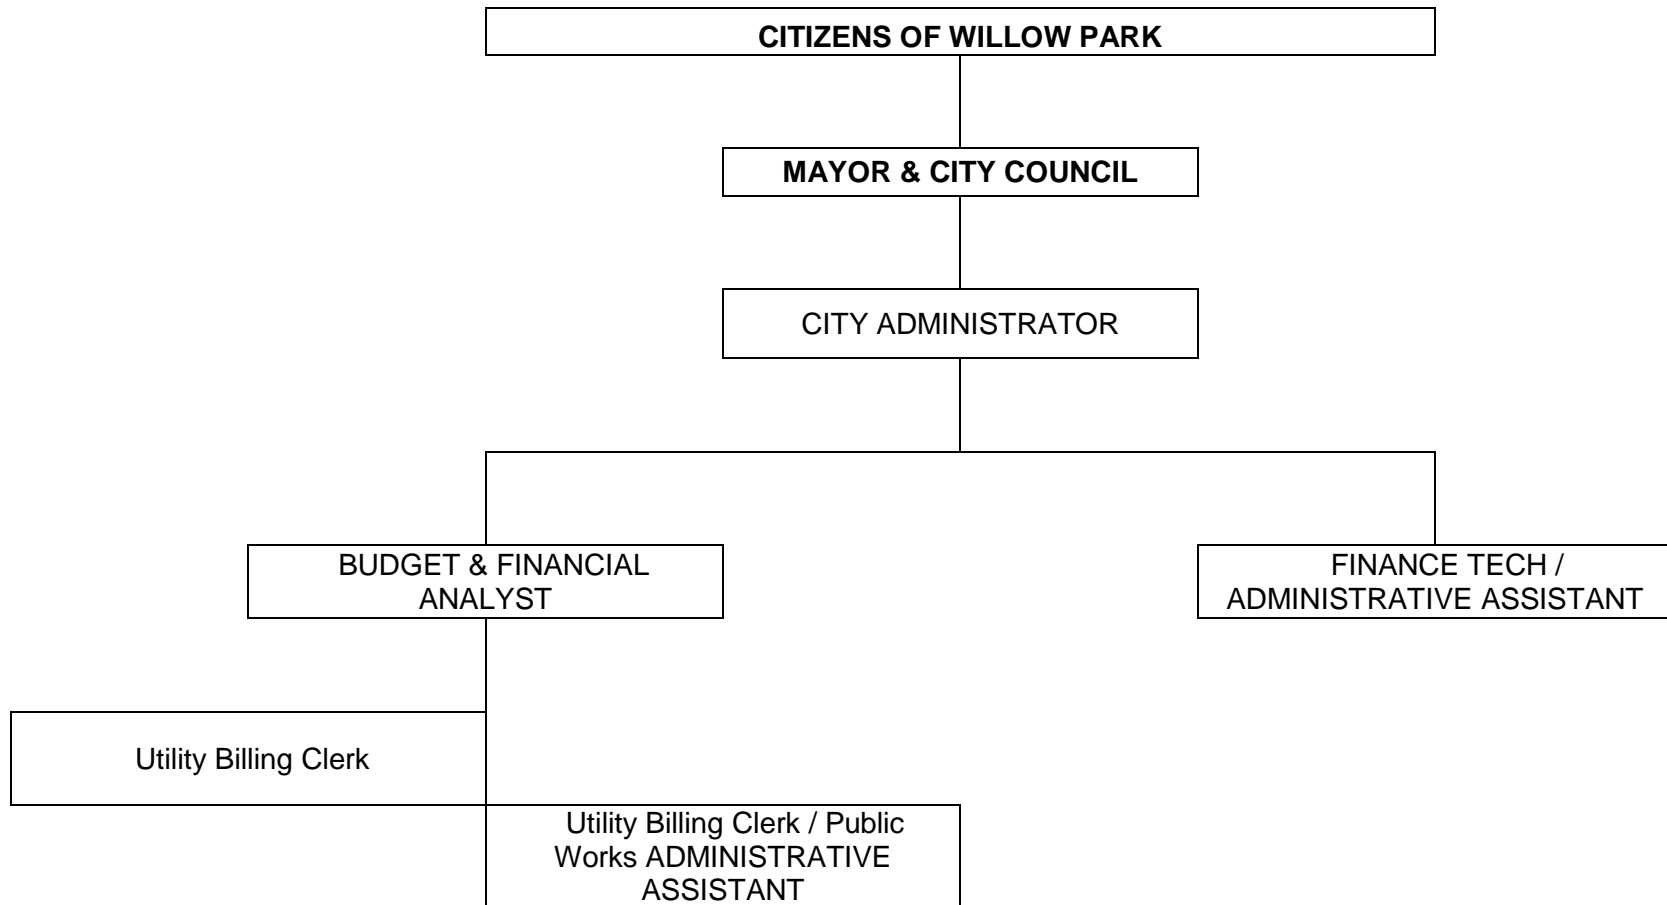 CITIZENS OF WILLOW PARK
MAYOR & CITY COUNCIL
CITY ADMINISTRATOR
BUDGET & FINANCIAL
ANALYST
FINANCE TECH /
ADMINISTRATIVE ASSISTANT
Utility Billing Clerk
Utility Billing Clerk / Public
Works ADMINISTRATIVE
ASSISTANT